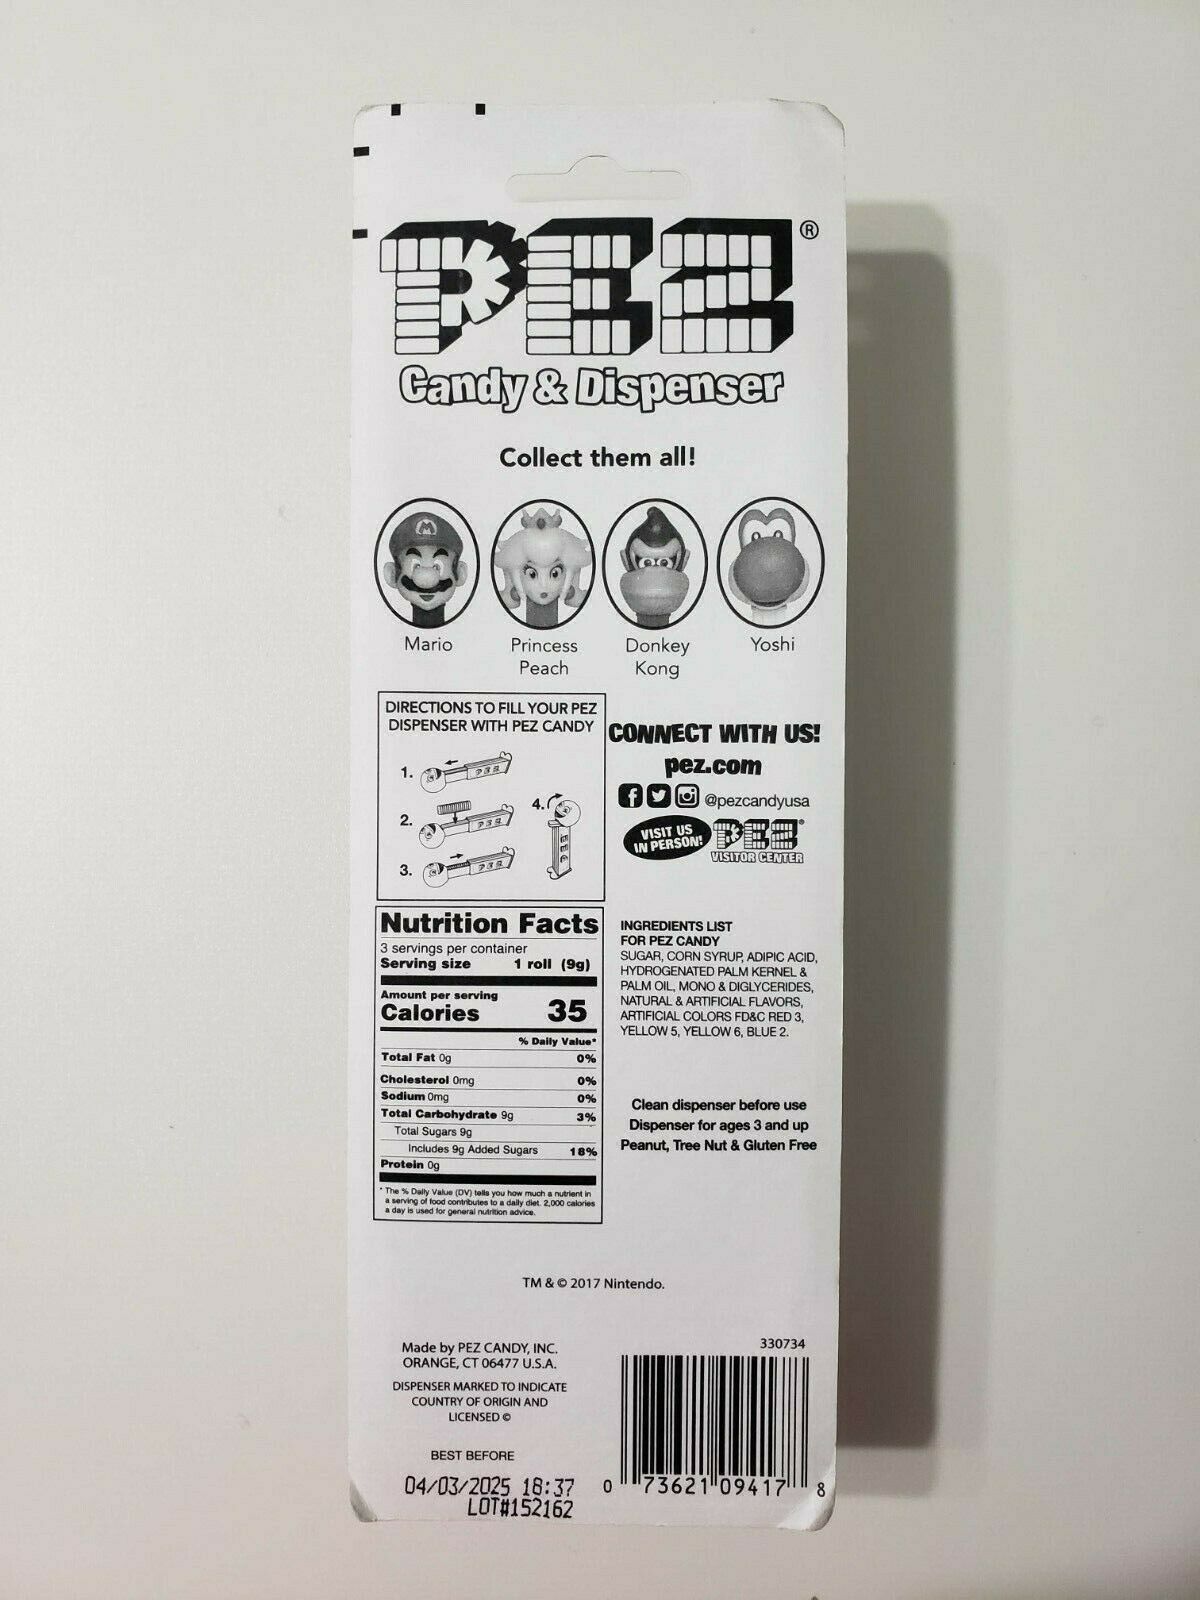 PEZ®
Candy & Dispenser
Collect them all!
Mario
Princess
Peach
Donkey
Kong
Yoshi
DIRECTIONS TO FILL YOUR PEZ
DISPENSER WITH PEZ CANDY
1.
2.
3.
4.
CONNECT WITH US!
pez.com
@pezcandyusa
VISIT US
IN PERSON!
PEZ®
VISITOR CENTER
Nutrition Facts
3 servings per container
Serving size 1 roll (9g)
Amount per serving
Calories 35
% Daily Value*
Total Fat 0g 0%
Cholesterol 0mg 0%
Sodium 0mg 0%
Total Carbohydrate 9g 3%
Total Sugars 9g
Includes 9g Added Sugars 18%
Protein 0g
* The % Daily Value (DV) tells you how much a nutrient in
a serving of food contributes to a daily diet. 2,000 calories
a day is used for general nutrition advice.
INGREDIENTS LIST
FOR PEZ CANDY
SUGAR, CORN SYRUP, ADIPIC ACID,
HYDROGENATED PALM KERNEL &
PALM OIL, MONO & DIGLYCERIDES,
NATURAL & ARTIFICIAL FLAVORS,
ARTIFICIAL COLORS FD&C RED 3,
YELLOW 5, YELLOW 6, BLUE 2.
Clean dispenser before use
Dispenser for ages 3 and up
Peanut, Tree Nut & Gluten Free
TM & © 2017 Nintendo.
Made by PEZ CANDY, INC.
ORANGE, CT 06477 U.S.A.
DISPENSER MARKED TO INDICATE
COUNTRY OF ORIGIN AND
LICENSED ©
BEST BEFORE
04/03/2025 18:37
LOT#152162
330734
0 73621 09417 8